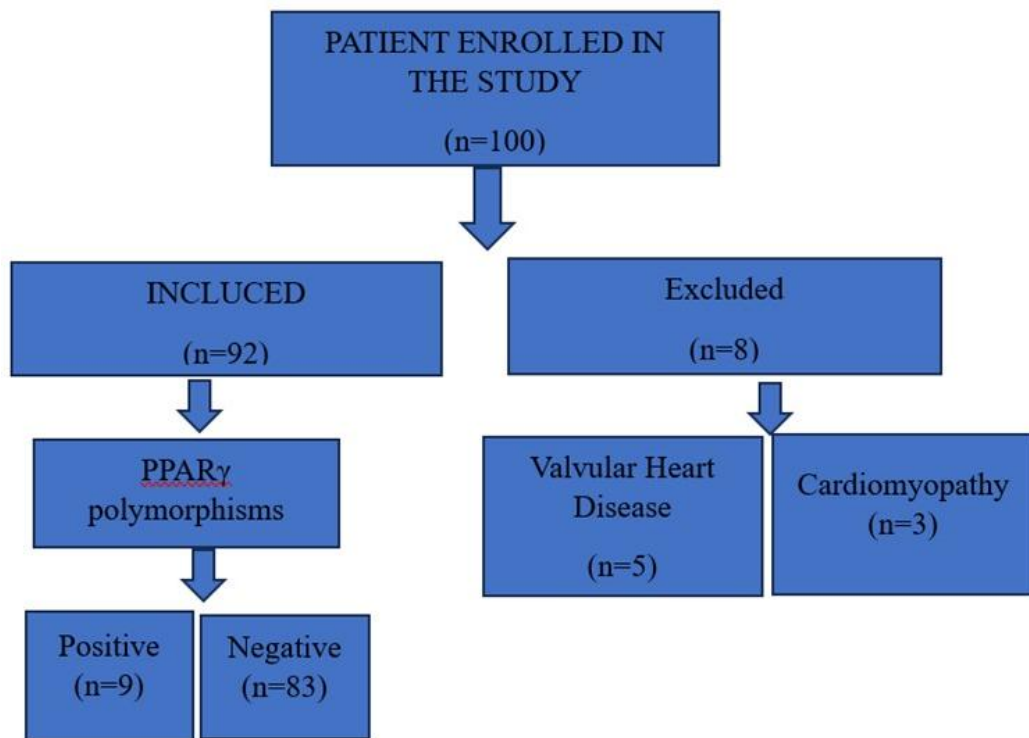 PATIENT ENROLLED IN
THE STUDY
(n=100)
INCLUCED
(n=92)
Excluded
(n=8)
PPARγ
polymorphisms
Valvular Heart
Disease
(n=5)
Cardiomyopathy
(n=3)
Positive
(n=9)
Negative
(n=83)